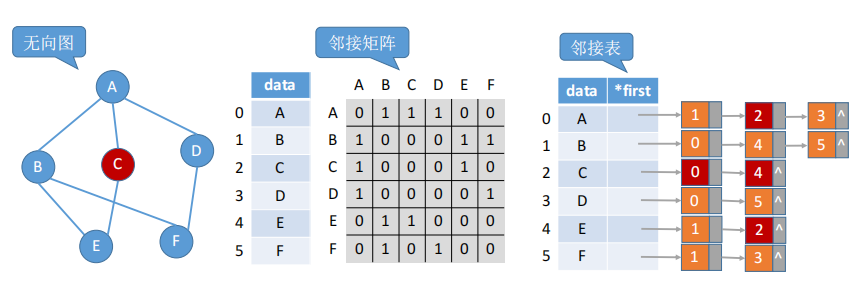 无向图
A
B
C
D
E
F
邻接矩阵
data
0 A
1 B
2 C
3 D
4 E
5 F
A B C D E F
A 0 1 1 1 0 0
B 1 0 0 0 1 1
C 1 0 0 0 1 0
D 1 0 0 0 0 1
E 0 1 1 0 0 0
F 0 1 0 1 0 0
邻接表
data *first
0 A 1 2 3 ^
1 B 0 4 5 ^
2 C 0 4 ^
3 D 0 5 ^
4 E 1 2 ^
5 F 1 3 ^